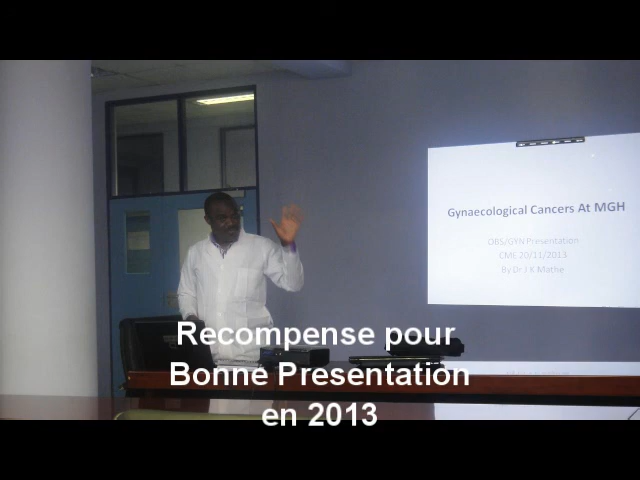 Gynaecological Cancers At MGH
OBS/GYN Presentation
CME 20/11/2013
By Dr J K Mathe
Recompense pour
Bonne Presentation
en 2013